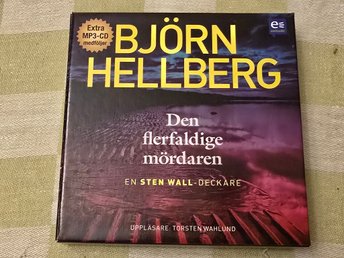 Extra
MP3-CD
medföljer
BJÖRN
HELLBERG
Den
flerfaldige
mördaren
EN STEN WALL-DECKARE
UPPLÄSARE: TORSTEN WAHLUND